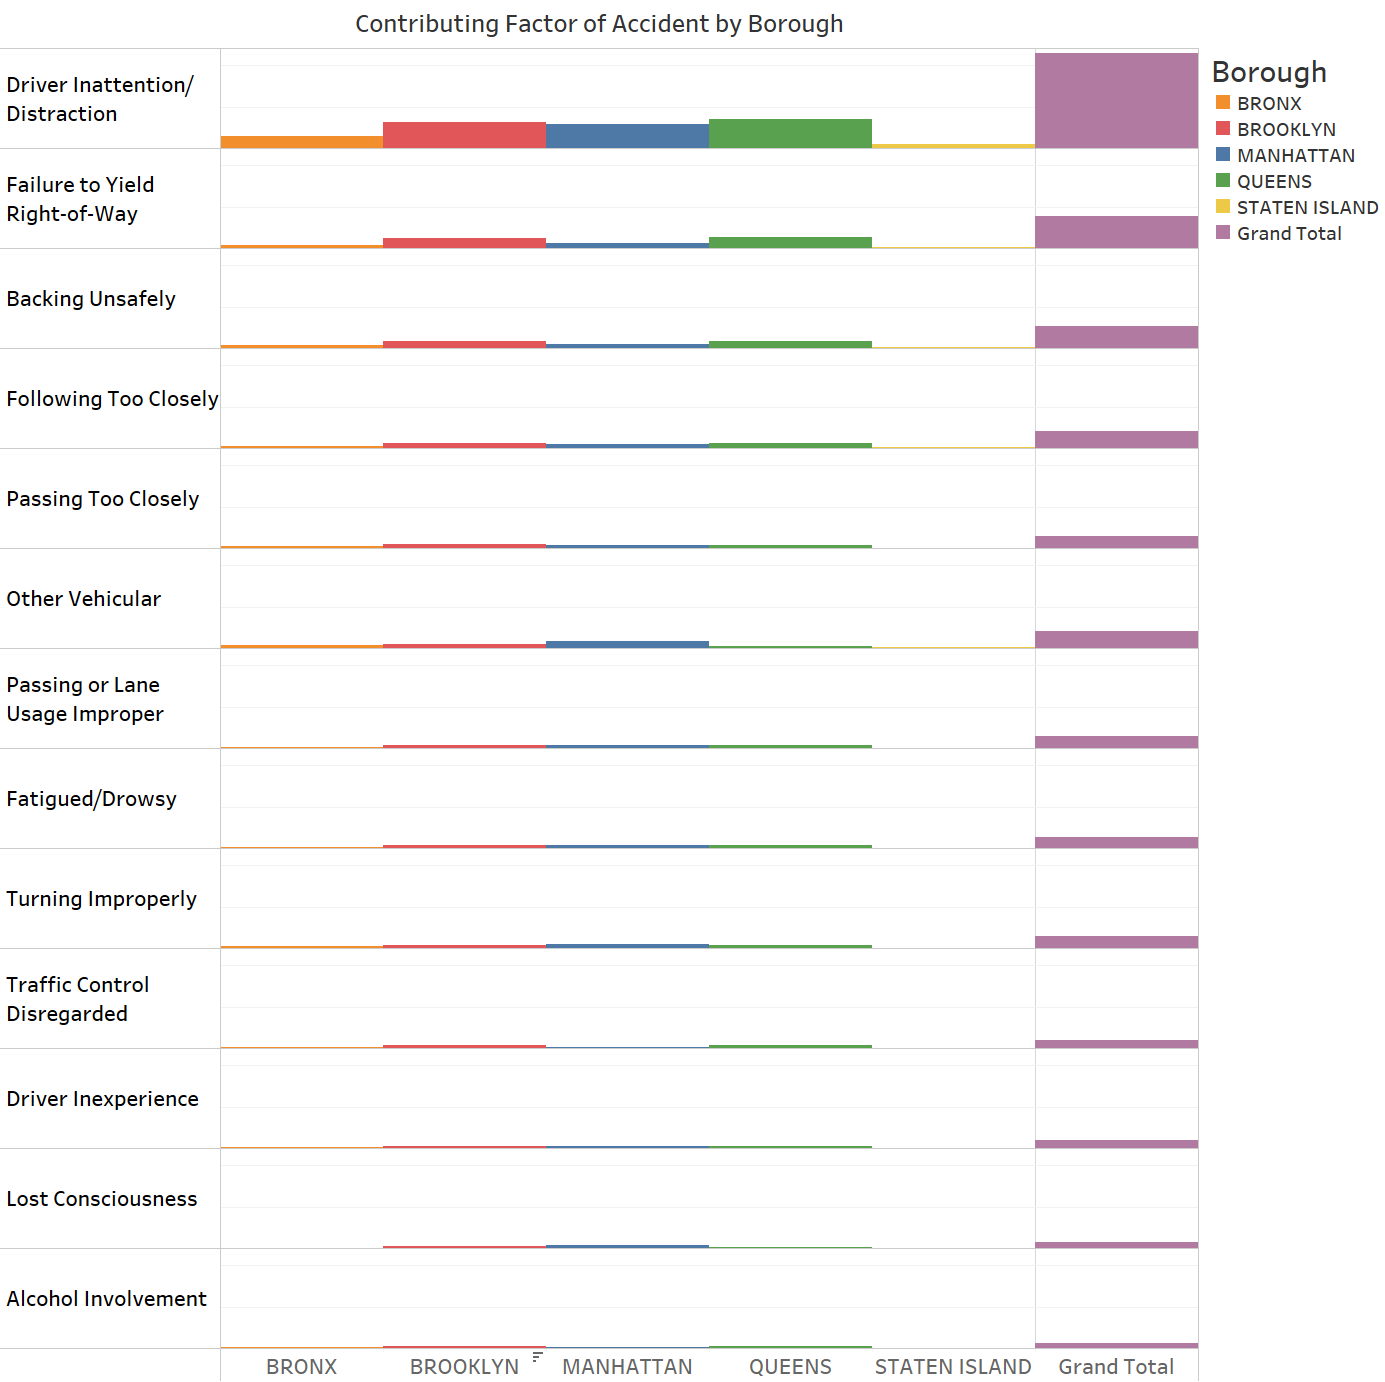 Contributing Factor of Accident by Borough
Driver Inattention/
Distraction
Failure to Yield
Right-of-Way
Backing Unsafely
Following Too Closely
Passing Too Closely
Other Vehicular
Passing or Lane
Usage Improper
Fatigued/Drowsy
Turning Improperly
Traffic Control
Disregarded
Driver Inexperience
Lost Consciousness
Alcohol Involvement
BRONX BROOKLYN MANHATTAN QUEENS STATEN ISLAND Grand Total
Borough
BRONX
BROOKLYN
MANHATTAN
QUEENS
STATEN ISLAND
Grand Total